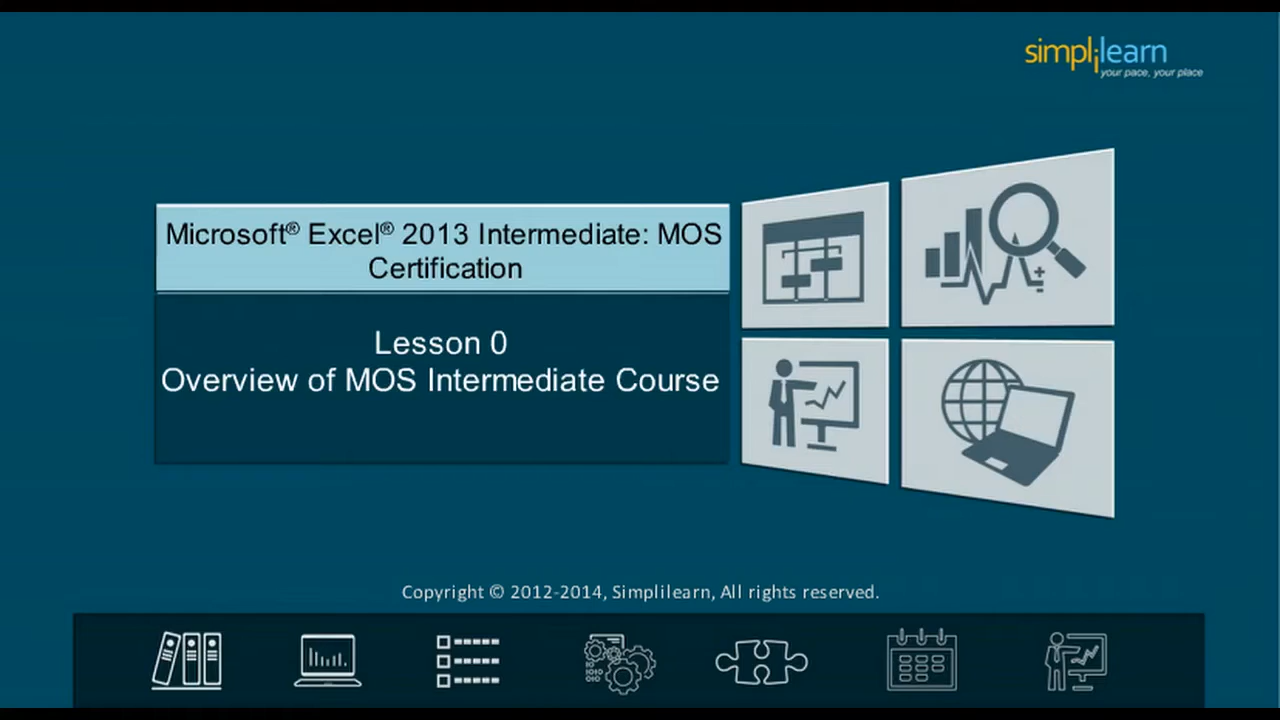 simplilearn
your pace, your place
Microsoft® Excel® 2013 Intermediate: MOS
Certification
Lesson 0
Overview of MOS Intermediate Course
Copyright © 2012-2014, Simplilearn, All rights reserved.